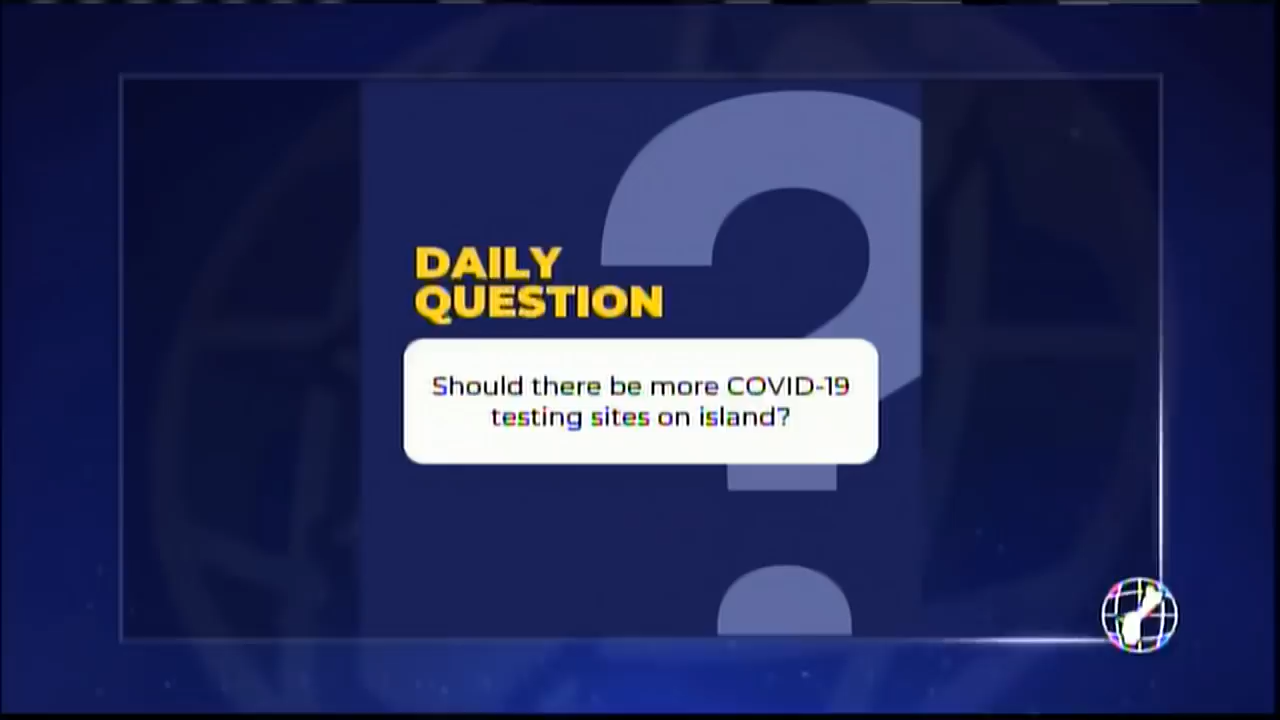 DAILY
QUESTION
Should there be more COVID-19
testing sites on island?